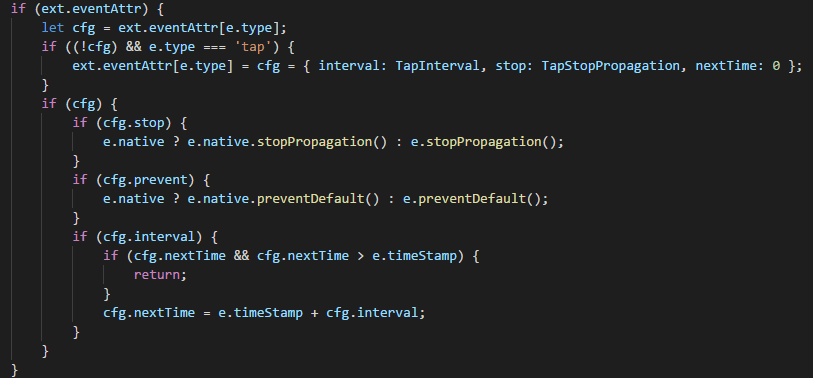 if (ext.eventAttr) {
    let cfg = ext.eventAttr[e.type];
    if ((!cfg) && e.type === 'tap') {
        ext.eventAttr[e.type] = cfg = { interval: TapInterval, stop: TapStopPropagation, nextTime: 0 };
    }
    if (cfg) {
        if (cfg.stop) {
            e.native ? e.native.stopPropagation() : e.stopPropagation();
        }
        if (cfg.prevent) {
            e.native ? e.native.preventDefault() : e.preventDefault();
        }
        if (cfg.interval) {
            if (cfg.nextTime && cfg.nextTime > e.timeStamp) {
                return;
            }
            cfg.nextTime = e.timeStamp + cfg.interval;
        }
    }
}